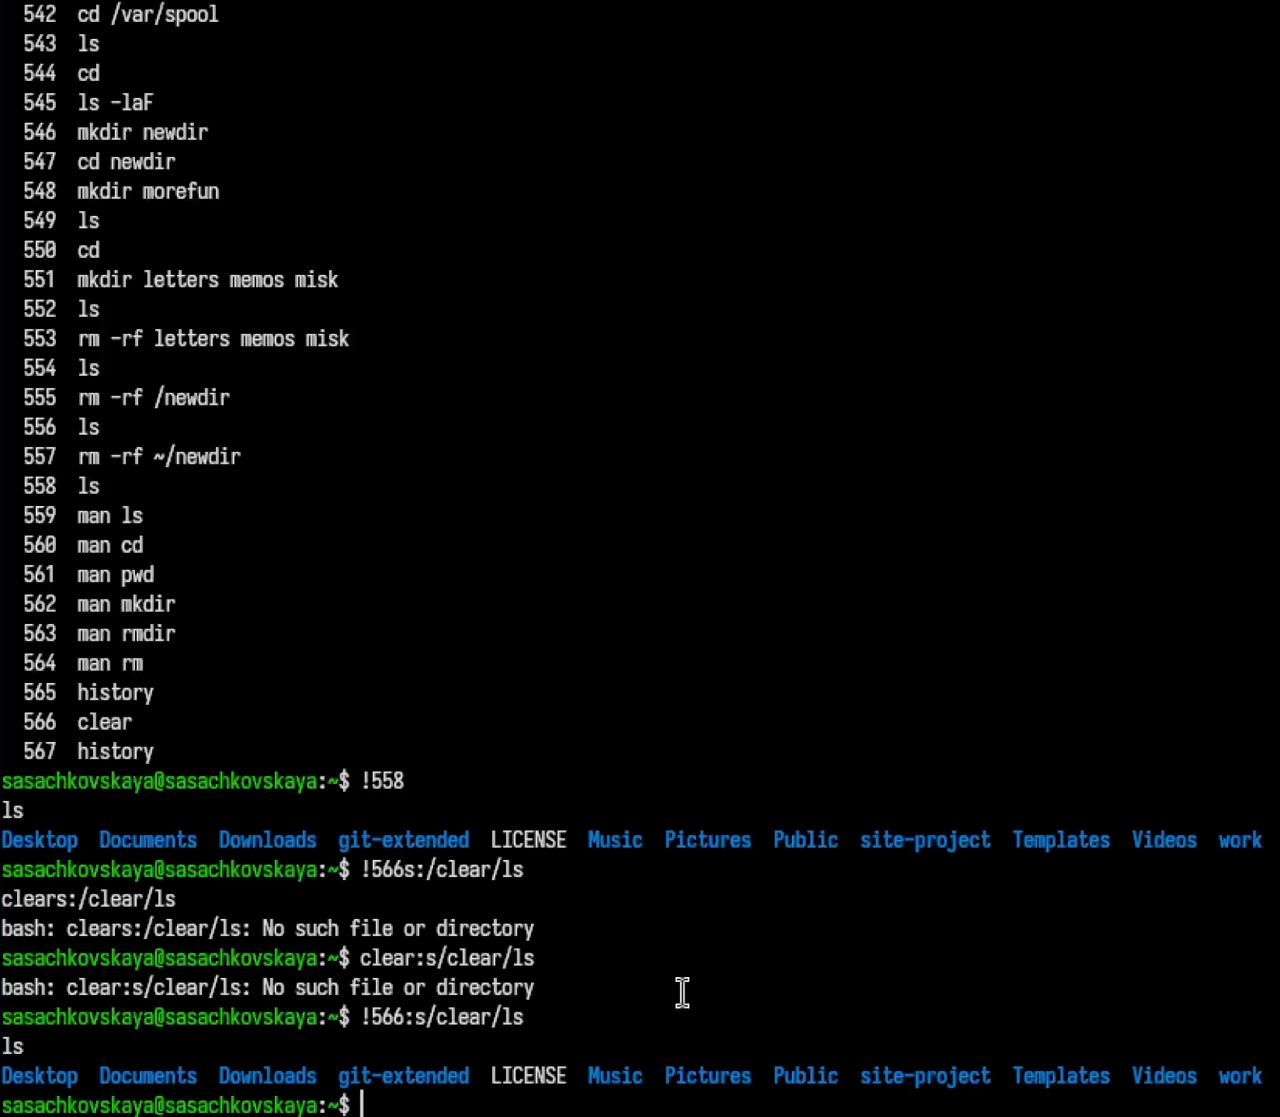 542  cd /var/spool
543  ls
544  cd
545  ls -laF
546  mkdir newdir
547  cd newdir
548  mkdir morefun
549  ls
550  cd
551  mkdir letters memos misk
552  ls
553  rm -rf letters memos misk
554  ls
555  rm -rf /newdir
556  ls
557  rm -rf ~/newdir
558  ls
559  man ls
560  man cd
561  man pwd
562  man mkdir
563  man rmdir
564  man rm
565  history
566  clear
567  history
sasachkovskaya@sasachkovskaya:~$ !558
ls
Desktop  Documents  Downloads  git-extended  LICENSE  Music  Pictures  Public  site-project  Templates  Videos  work
sasachkovskaya@sasachkovskaya:~$ !566s:/clear/ls
clears:/clear/ls
bash: clears:/clear/ls: No such file or directory
sasachkovskaya@sasachkovskaya:~$ clear:s/clear/ls
bash: clear:s/clear/ls: No such file or directory
sasachkovskaya@sasachkovskaya:~$ !566:s/clear/ls
ls
Desktop  Documents  Downloads  git-extended  LICENSE  Music  Pictures  Public  site-project  Templates  Videos  work
sasachkovskaya@sasachkovskaya:~$